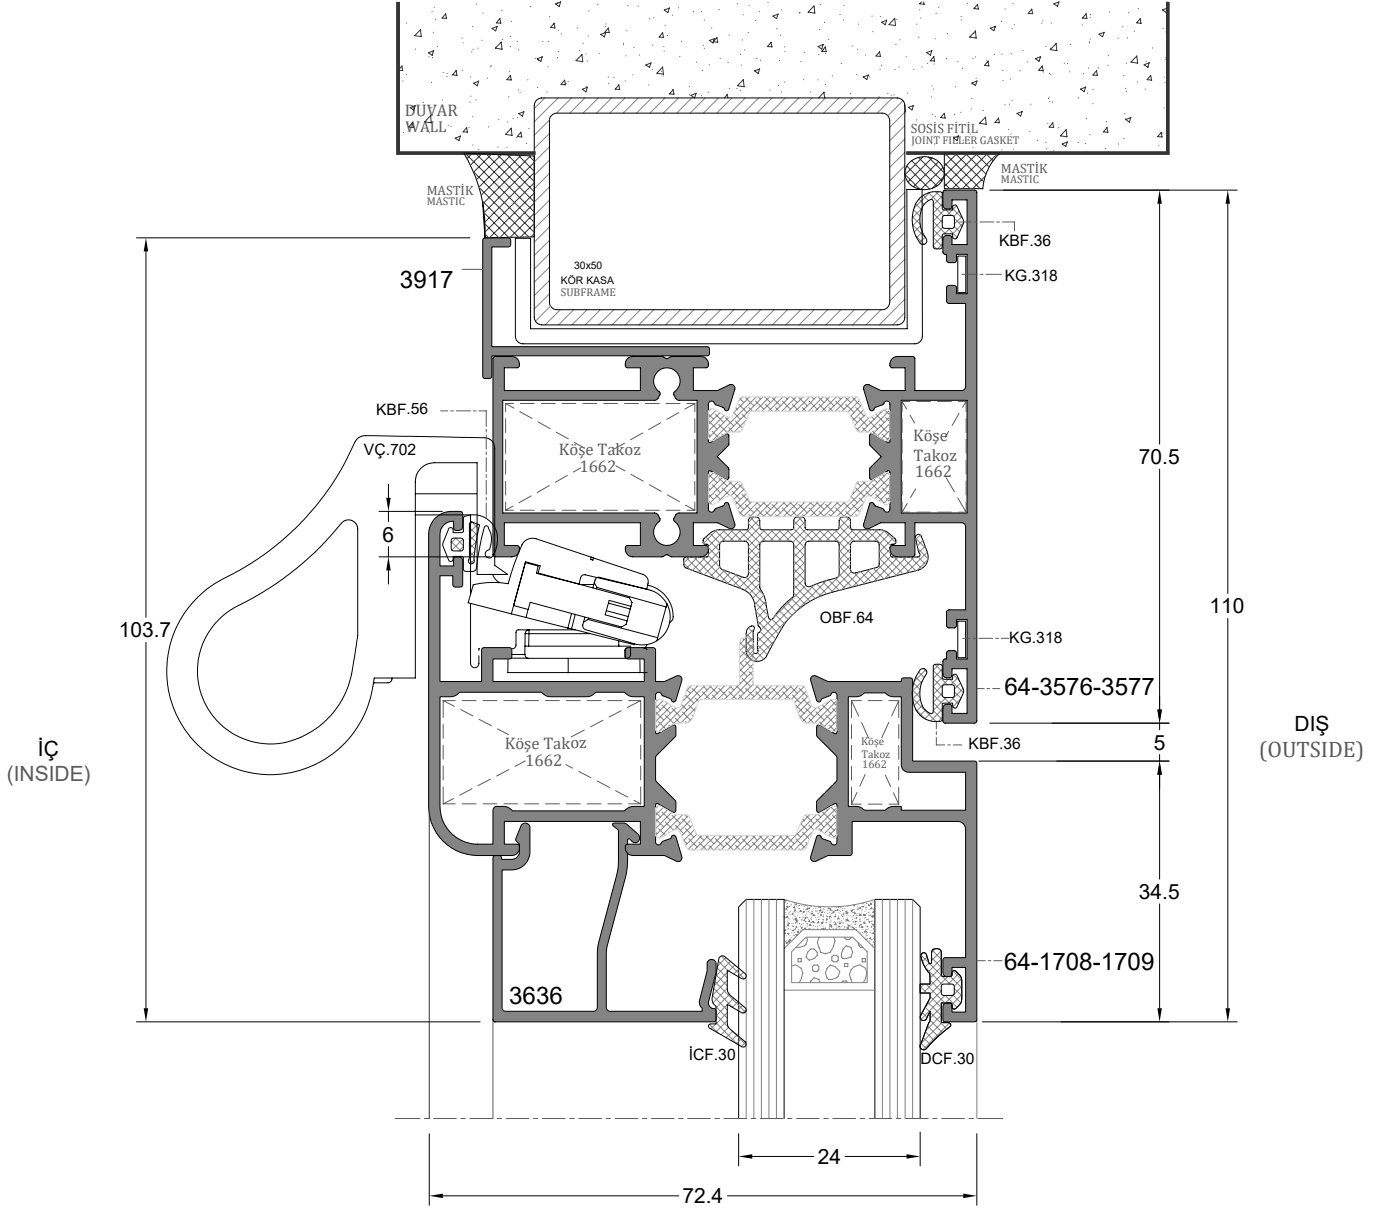 DUVAR
WALL
SOSİS FİTİL
JOINT FILLER GASKET
MASTİK
MASTIC
MASTİK
MASTIC
KBF.36
30x50
KÖR KASA
SUBFRAME
3917
KG.318
KBF.56
VÇ.702
Köşe Takoz
1662
Köşe
Takoz
1662
70.5
6
103.7
OBF.64
110
KG.318
64-3576-3577
İÇ
(INSIDE)
Köşe Takoz
1662
Köşe
Takoz
1662
KBF.36
5
DIŞ
(OUTSIDE)
34.5
64-1708-1709
3636
İCF.30
DCF.30
24
72.4